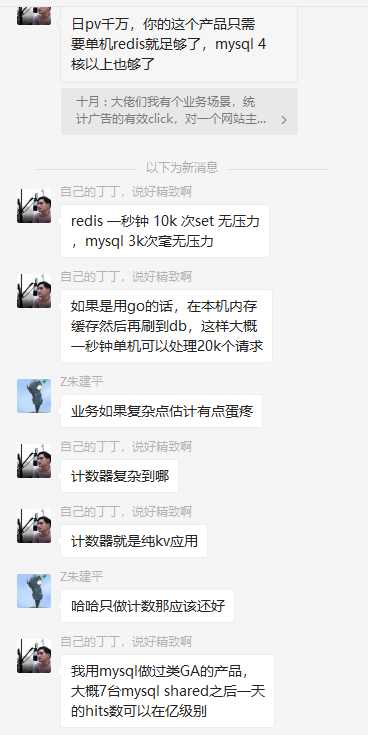 日pv千万，你的这个产品只需
要单机redis就足够了，mysql 4
核以上也够了
十月：大佬们我有个业务场景，统
计广告的有效click，对一个网站主...
以下为新消息
自己的丁丁，说好精致啊
redis 一秒钟 10k 次set 无压力
，mysql 3k次毫无压力
自己的丁丁，说好精致啊
如果是用go的话，在本机内存
缓存然后再刷到db，这样大概
一秒钟单机可以处理20k个请求
Z朱建平
业务如果复杂点估计有点蛋疼
自己的丁丁，说好精致啊
计数器复杂到哪
自己的丁丁，说好精致啊
计数器就是纯kv应用
Z朱建平
哈哈只做计数那应该还好
自己的丁丁，说好精致啊
我用mysql做过类GA的产品，
大概7台mysql shared之后一天
的hits数可以在亿级别